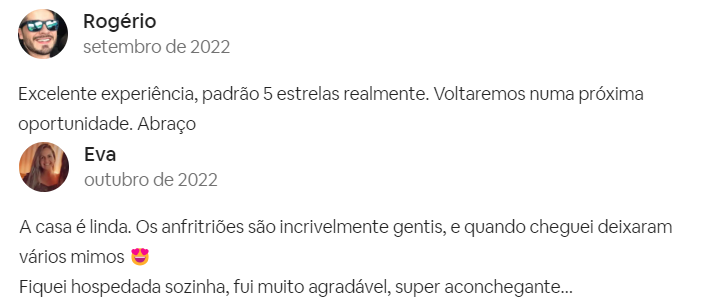 Rogério
setembro de 2022
Excelente experiência, padrão 5 estrelas realmente. Voltaremos numa próxima
oportunidade. Abraço
Eva
outubro de 2022
A casa é linda. Os anfritriões são incrivelmente gentis, e quando cheguei deixaram
vários mimos 😍
Fiquei hospedada sozinha, fui muito agradável, super aconchegante...